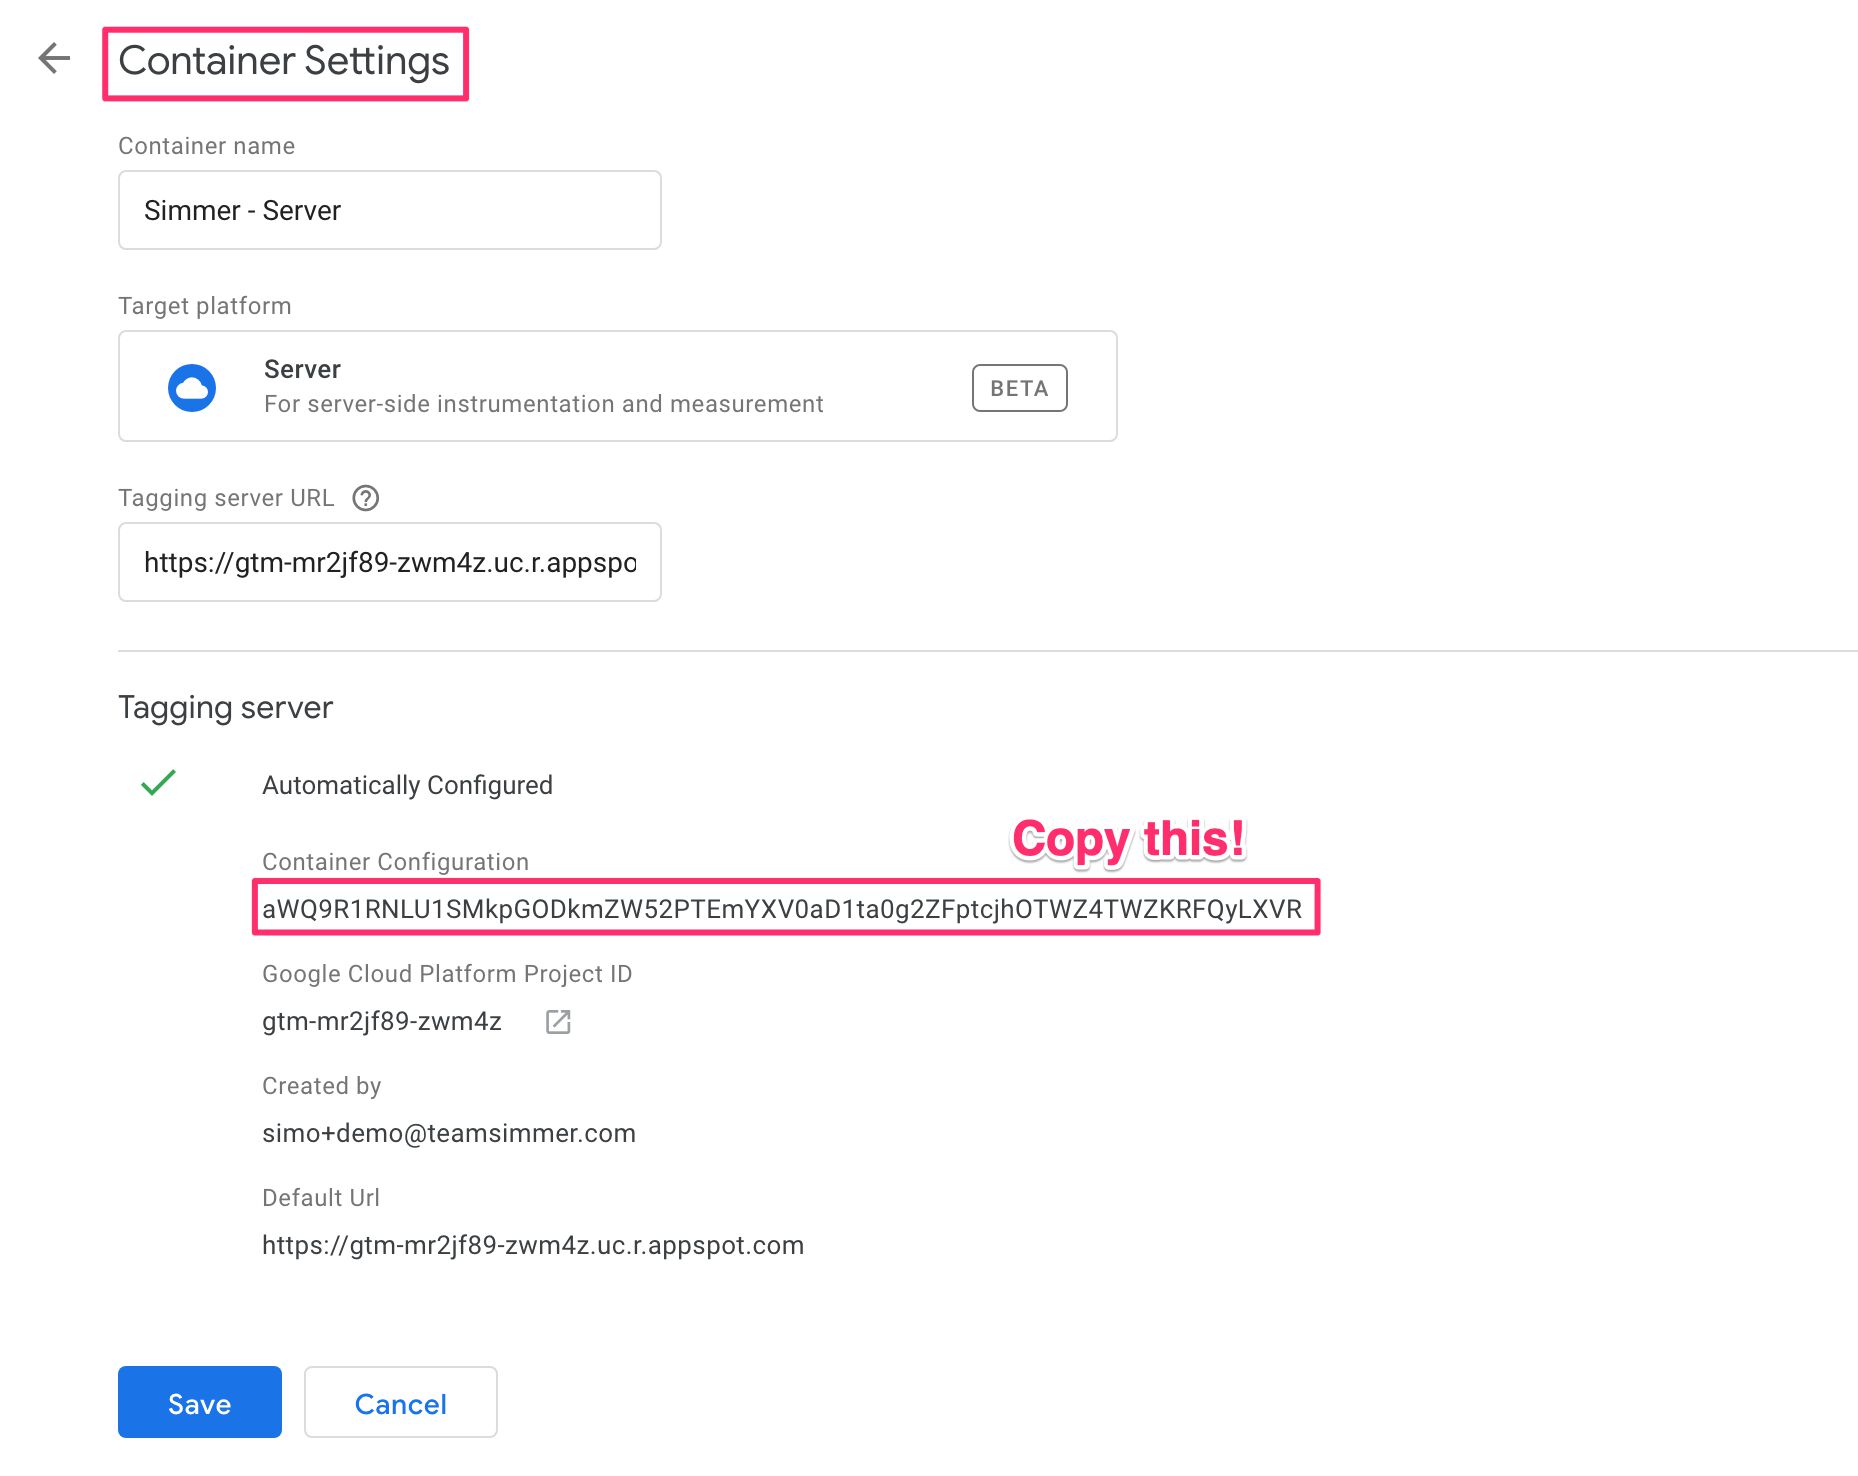 Container Settings
Container name
Simmer - Server
Target platform
Server
For server-side instrumentation and measurement
BETA
Tagging server URL
https://gtm-mr2jf89-zwm4z.uc.r.appspo
Tagging server
Automatically Configured
Copy this!
Container Configuration
aWQ9R1RNLU1SMkpGODkmZW52PTEmYXV0aD1ta0g2ZFptcjhOTWZ4TWZKRFQyLXVR
Google Cloud Platform Project ID
gtm-mr2jf89-zwm4z
Created by
simo+demo@teamsimmer.com
Default Url
https://gtm-mr2jf89-zwm4z.uc.r.appspot.com
Save
Cancel